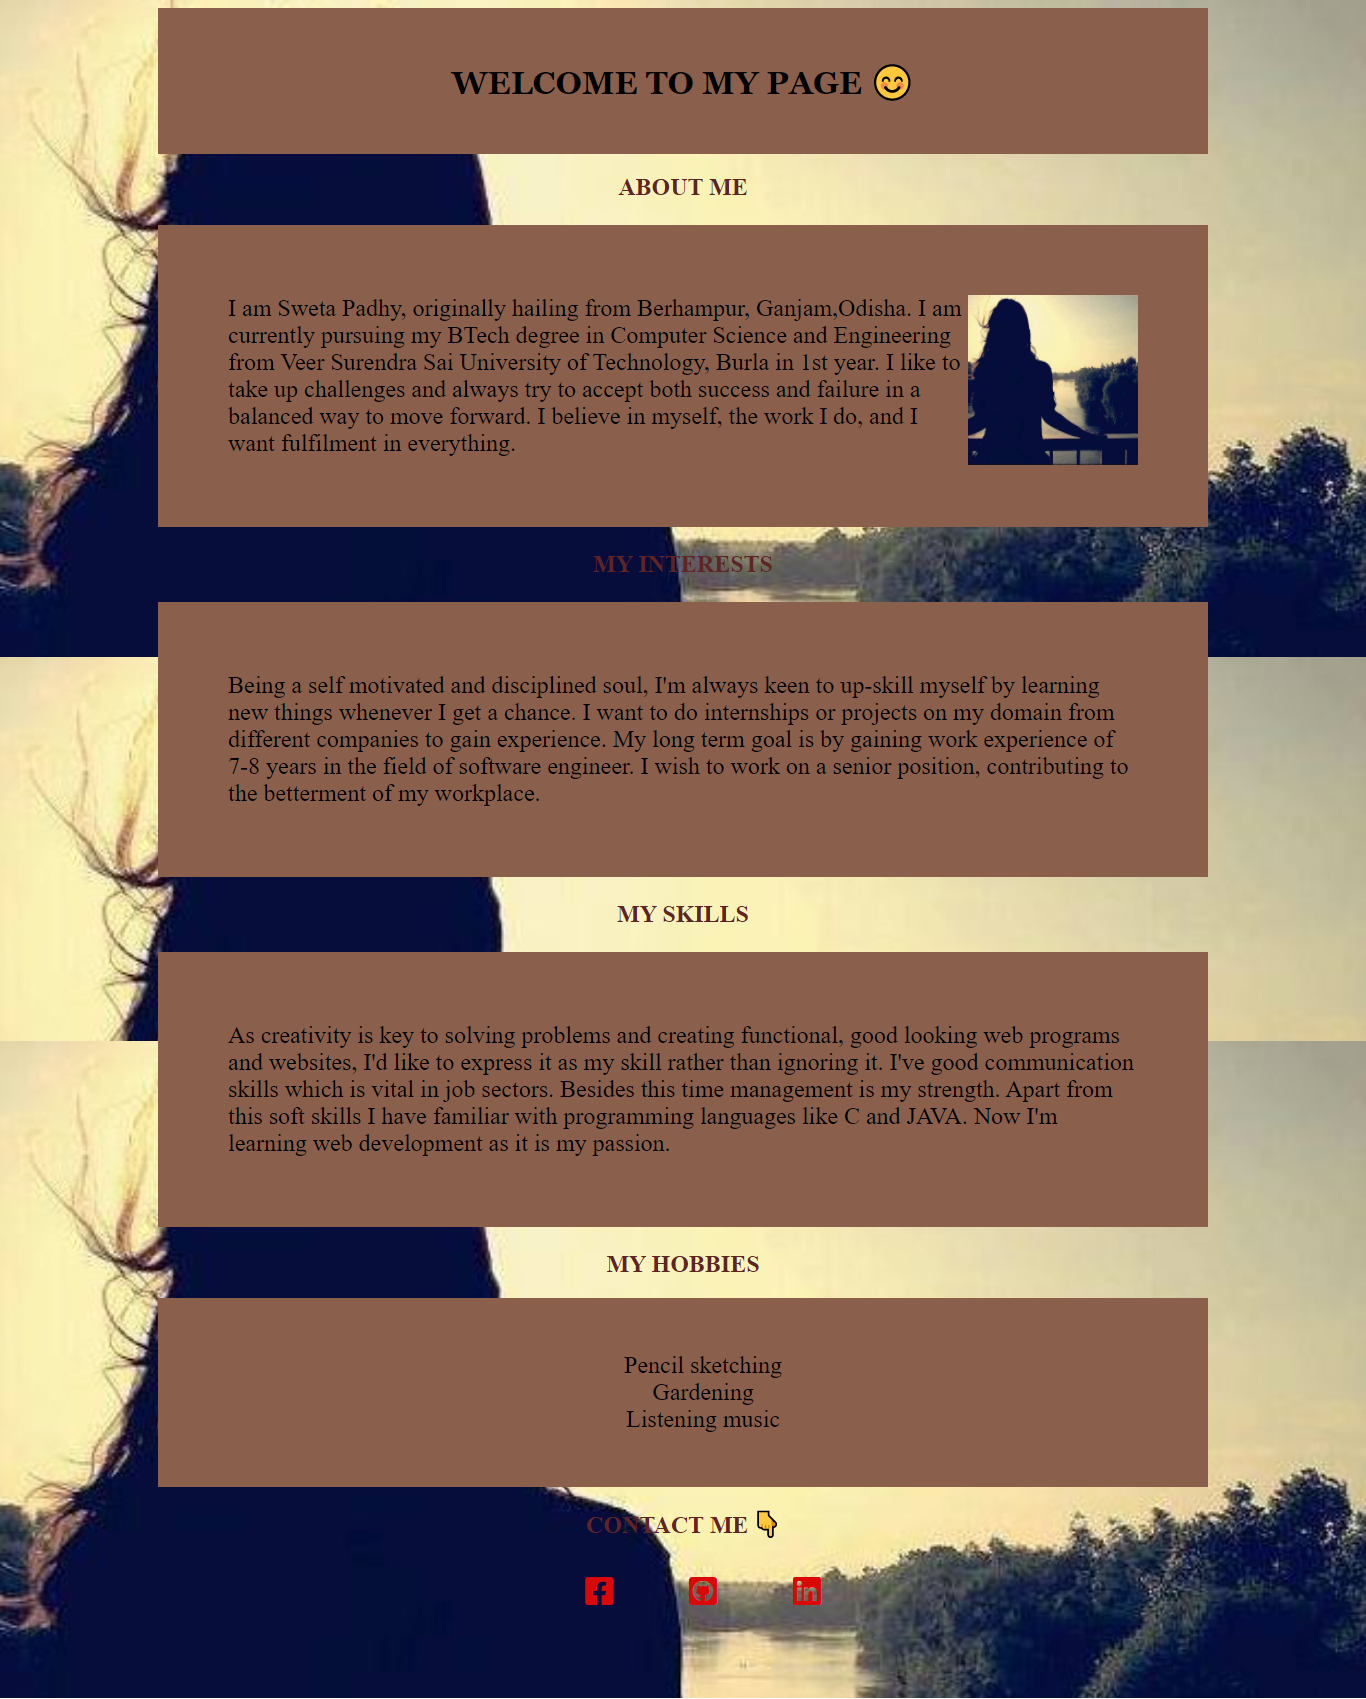 WELCOME TO MY PAGE 😊
ABOUT ME
I am Sweta Padhy, originally hailing from Berhampur, Ganjam,Odisha. I am
currently pursuing my BTech degree in Computer Science and Engineering
from Veer Surendra Sai University of Technology, Burla in 1st year. I like to
take up challenges and always try to accept both success and failure in a
balanced way to move forward. I believe in myself, the work I do, and I
want fulfilment in everything.
MY INTERESTS
Being a self motivated and disciplined soul, I'm always keen to up-skill myself by learning
new things whenever I get a chance. I want to do internships or projects on my domain from
different companies to gain experience. My long term goal is by gaining work experience of
7-8 years in the field of software engineer. I wish to work on a senior position, contributing to
the betterment of my workplace.
MY SKILLS
As creativity is key to solving problems and creating functional, good looking web programs
and websites, I'd like to express it as my skill rather than ignoring it. I've good communication
skills which is vital in job sectors. Besides this time management is my strength. Apart from
this soft skills I have familiar with programming languages like C and JAVA. Now I'm
learning web development as it is my passion.
MY HOBBIES
Pencil sketching
Gardening
Listening music
CONTACT ME 👇